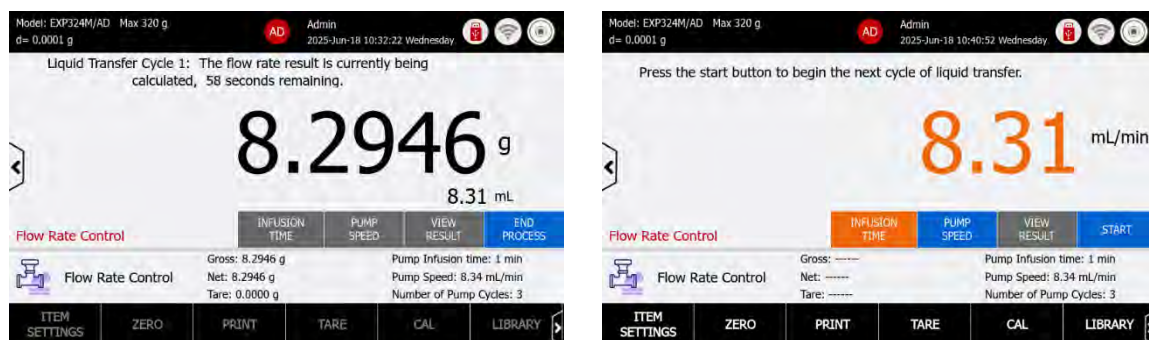 Model: EXP324M/AD Max 320 g
d= 0.0001 g
AD
Admin
2025-Jun-18 10:32:22 Wednesday
Liquid Transfer Cycle 1: The flow rate result is currently being
calculated, 58 seconds remaining.
8.2946 g
8.31 mL
Flow Rate Control
INFUSION
TIME
PUMP
SPEED
VIEW
RESULT
END
PROCESS
Flow Rate Control
Gross: 8.2946 g
Net: 8.2946 g
Tare: 0.0000 g
Pump Infusion time: 1 min
Pump Speed: 8.34 mL/min
Number of Pump Cycles: 3
ITEM
SETTINGS
ZERO
PRINT
TARE
CAL
LIBRARY
Model: EXP324M/AD Max 320 g
d= 0.0001 g
AD
Admin
2025-Jun-18 10:40:52 Wednesday
Press the start button to begin the next cycle of liquid transfer.
8.31 mL/min
Flow Rate Control
INFUSION
TIME
PUMP
SPEED
VIEW
RESULT
START
Flow Rate Control
Gross: ------
Net: ------
Tare: ------
Pump Infusion time: 1 min
Pump Speed: 8.34 mL/min
Number of Pump Cycles: 3
ITEM
SETTINGS
ZERO
PRINT
TARE
CAL
LIBRARY